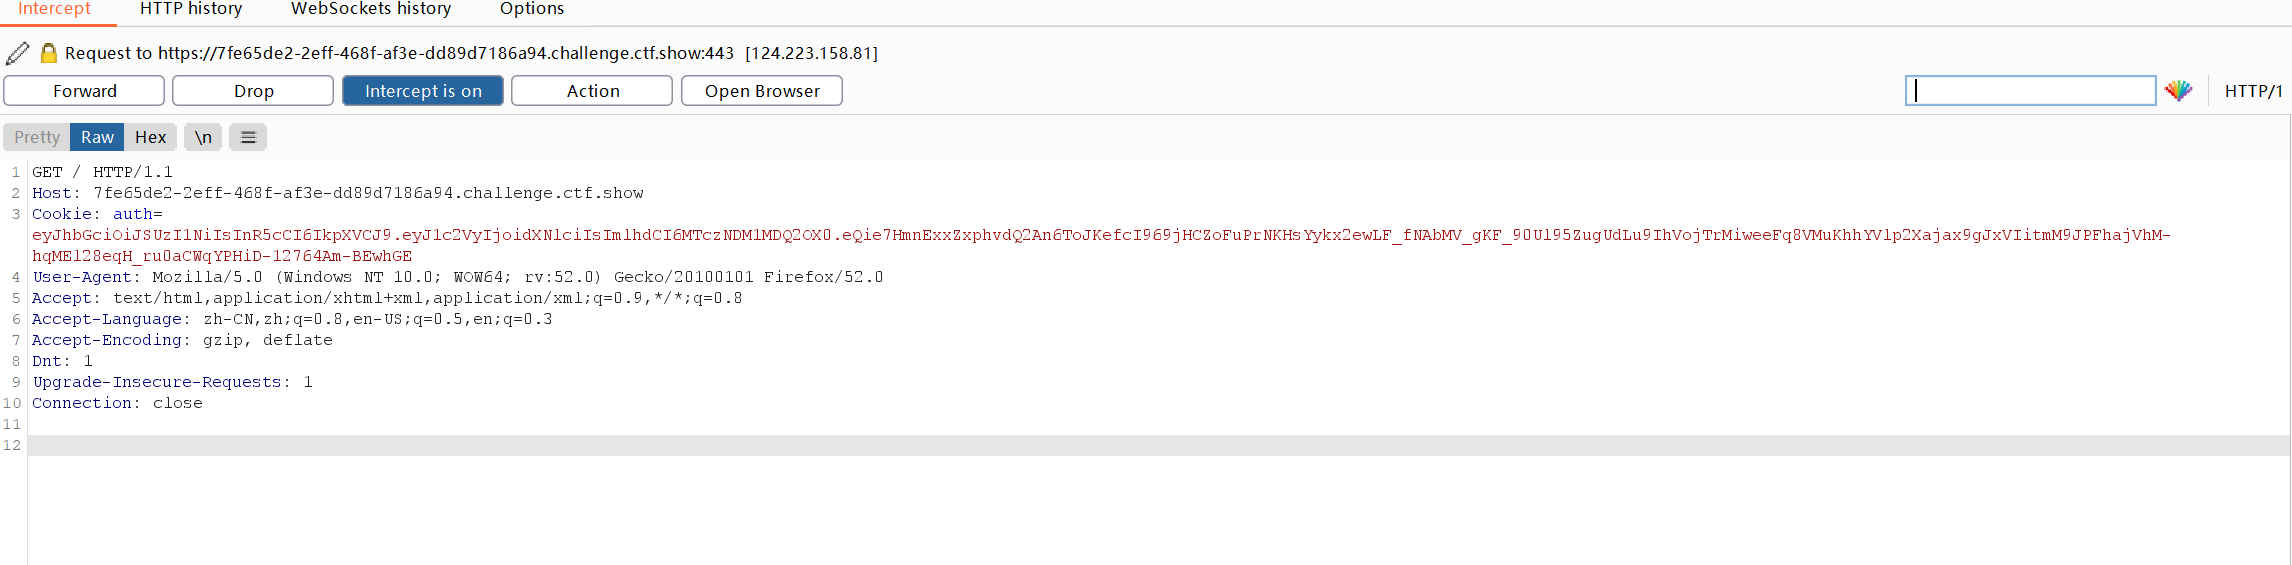 Intercept HTTP history WebSockets history Options
Request to https://7fe65de2-2eff-468f-af3e-dd89d7186a94.challenge.ctf.show:443 [124.223.158.81]
Forward Drop Intercept is on Action Open Browser HTTP/1
Pretty Raw Hex \n
1 GET / HTTP/1.1
2 Host: 7fe65de2-2eff-468f-af3e-dd89d7186a94.challenge.ctf.show
3 Cookie: auth=
eyJhbGciOiJSUzI1NiIsInR5cCI6IkpXVCJ9.eyJ1c2VyIjoidXNlciIsImlhdCI6MTczNDM1MDQ2OX0.eQie7HmnExxZxphvdQ2An6ToJKefcI969jHCZoFuPrNKHsYykx2ewLF_fNAbMV_gKF_90Ul95ZugUdLu9IhVojTrMiweeFq8VMuKhhYVlp2Xajax9gJxVIitmM9JPFhajVhM-
hqMEl28eqH_ru0aCWqYPHiD-12764Am-BEwhGE
4 User-Agent: Mozilla/5.0 (Windows NT 10.0; WOW64; rv:52.0) Gecko/20100101 Firefox/52.0
5 Accept: text/html,application/xhtml+xml,application/xml;q=0.9,*/*;q=0.8
6 Accept-Language: zh-CN,zh;q=0.8,en-US;q=0.5,en;q=0.3
7 Accept-Encoding: gzip, deflate
8 Dnt: 1
9 Upgrade-Insecure-Requests: 1
10 Connection: close
11
12